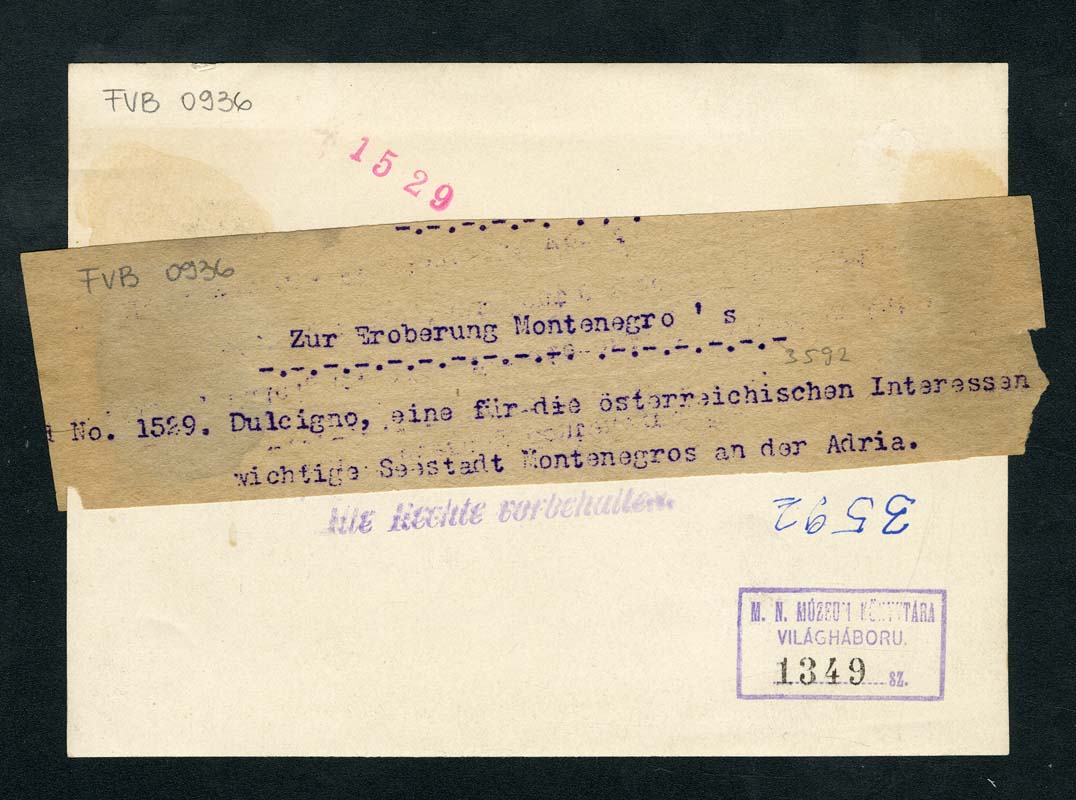 FVB 0936
1529
-.-.-.-.-. . . .
FVB 0936
Zur Eroberung Montenegro ' s
-.-.-.-.-.-.-.-.-. .-.-.-.-.-.-
3592
No. 1529. Dulcigno, eine für die österreichischen Interessen
wichtige Seestadt Montenegros an der Adria.
Alle Rechte vorbehalten.
3592
M. N. MÚZEUM KÖNYVTÁRA
VILÁGHÁBORU.
1349 sz.